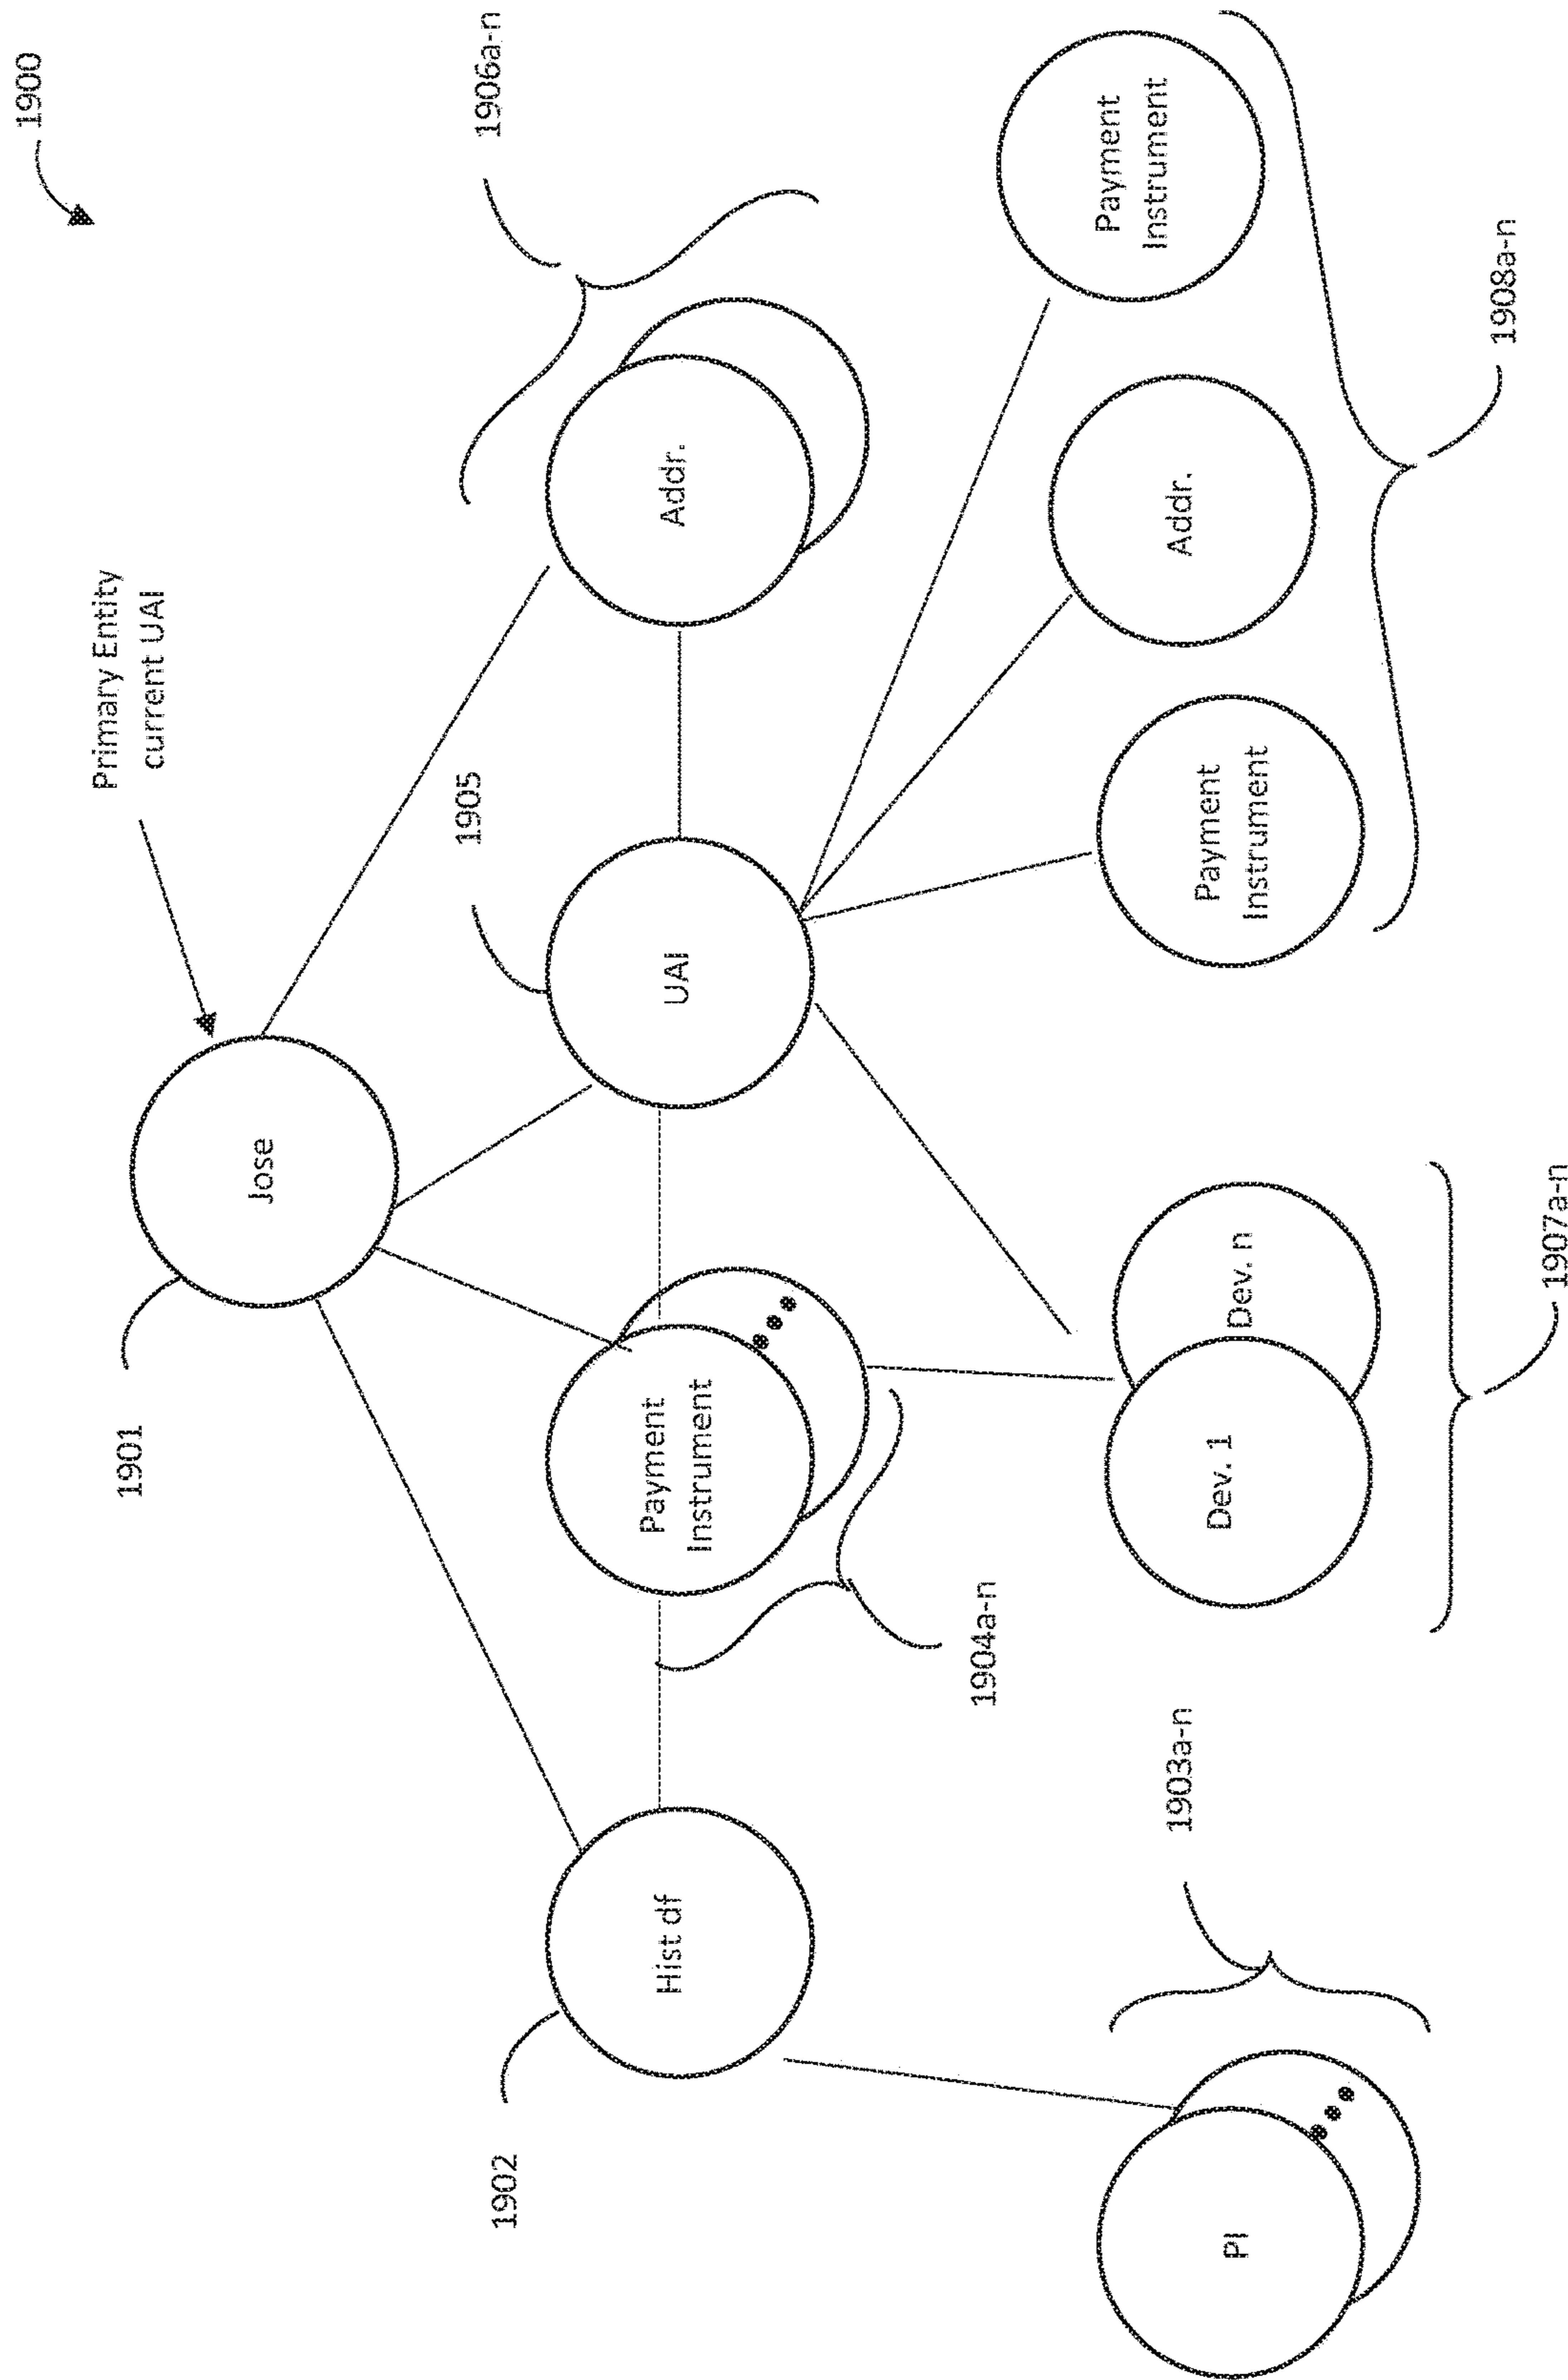 1900
Primary Entity
current UAI
1901
Jose
1902
1905
1906a-n
Hist df
Payment
Instrument
UAI
Addr.
1904a-n
1903a-n
PI
Dev. 1
Dev. n
Payment
Instrument
Addr.
Payment
Instrument
1907a-n
1908a-n